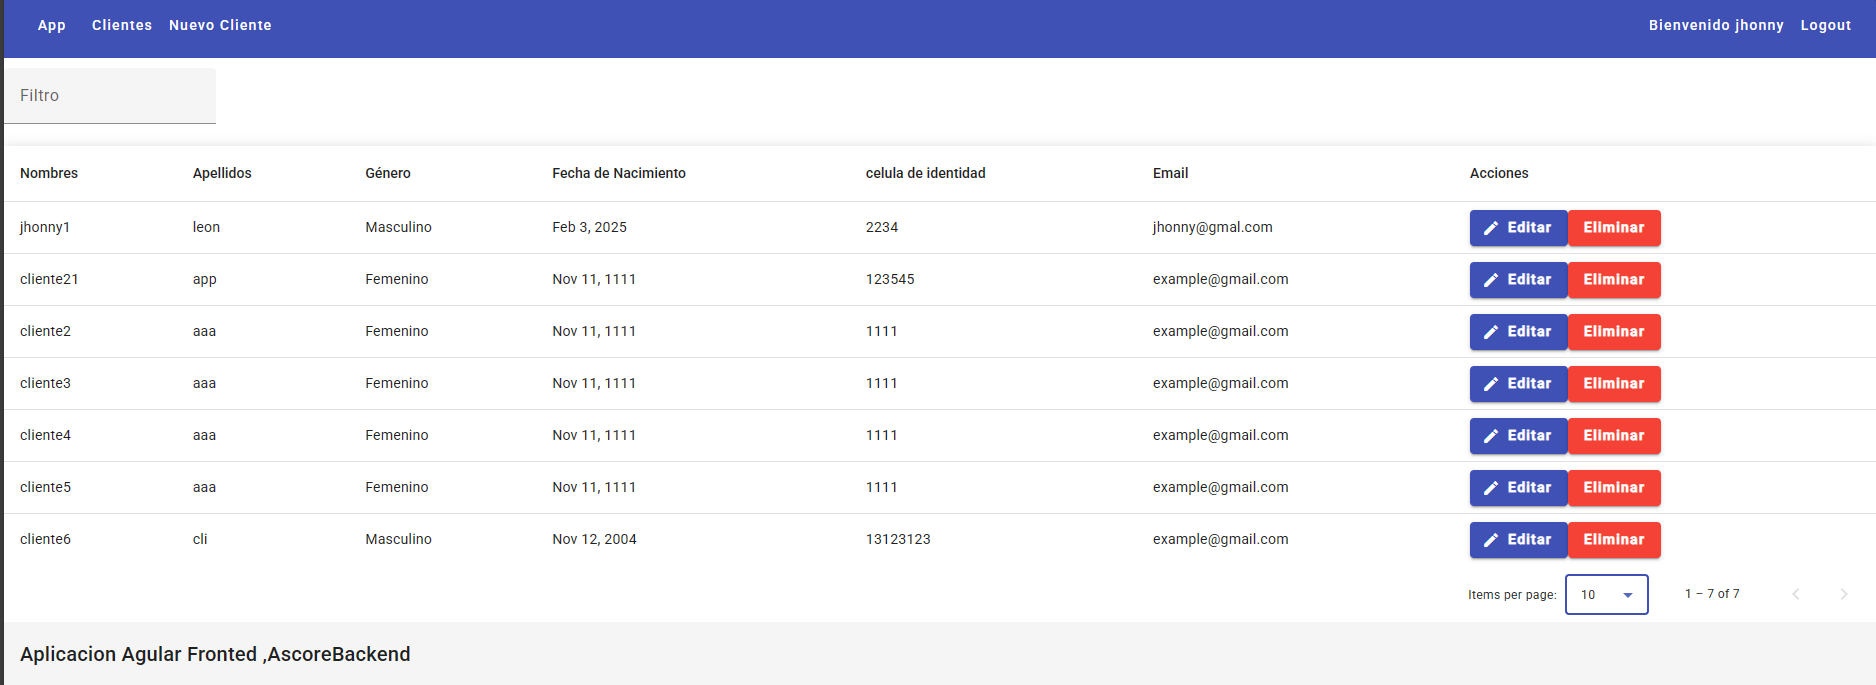 App Clientes Nuevo Cliente Bienvenido jhonny Logout
Filtro
Nombres Apellidos Género Fecha de Nacimiento celula de identidad Email Acciones
jhonny1 leon Masculino Feb 3, 2025 2234 jhonny@gmal.com Editar Eliminar
cliente21 app Femenino Nov 11, 1111 123545 example@gmail.com Editar Eliminar
cliente2 aaa Femenino Nov 11, 1111 1111 example@gmail.com Editar Eliminar
cliente3 aaa Femenino Nov 11, 1111 1111 example@gmail.com Editar Eliminar
cliente4 aaa Femenino Nov 11, 1111 1111 example@gmail.com Editar Eliminar
cliente5 aaa Femenino Nov 11, 1111 1111 example@gmail.com Editar Eliminar
cliente6 cli Masculino Nov 12, 2004 13123123 example@gmail.com Editar Eliminar
Items per page: 10 1 – 7 of 7
Aplicacion Agular Fronted ,AscoreBackend